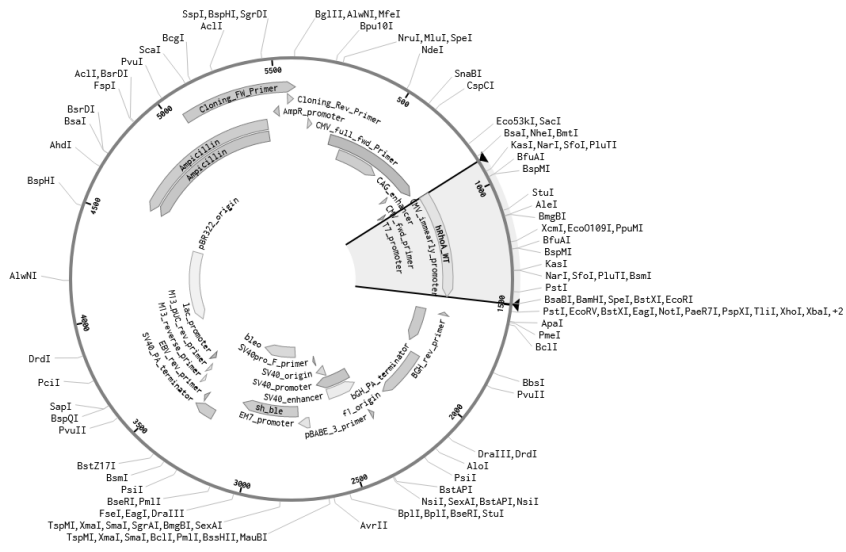 SspI,BspHI,SgrDI
AclI
BcgI
ScaI
PvuI
AclI,BsrDI
FspI
BsrDI
BsaI
AhdI
BspHI
AlwNI
DrdI
PciI
SapI
BspQI
PvuII
BstZ17I
BsmI
PsiI
BseRI,PmlI
FseI,EagI,DraIII
TspMI,XmaI,SmaI,SgrAI,BmgBI,SexAI
TspMI,XmaI,SmaI,BclI,PmlI,BssHII,MauBI
BglII,AlwNI,MfeI
Bpu10I
NruI,MluI,SpeI
NdeI
SnaBI
CspCI
Eco53kI,SacI
BsaI,NheI,BmtI
KasI,NarI,SfoI,PluTI
BfuAI
BspMI
StuI
AleI
BmgBI
XcmI,EcoO109I,PpuMI
BfuAI
BspMI
KasI
NarI,SfoI,PluTI,BsmI
PstI
BsaBI,BamHI,SpeI,BstXI,EcoRI
PstI,EcoRV,BstXI,EagI,NotI,PaeR7I,PspXI,TliI,XhoI,XbaI,+2
ApaI
PmeI
BclI
BbsI
PvuII
DraIII,DrdI
AloI
PsiI
BstAPI
NsiI,SexAI,BstAPI,NsiI
BplI,BplI,BseRI,StuI
AvrII
5500
500
1000
1500
2000
2500
3000
3500
4000
4500
5000
Cloning_FW_Primer
Cloning_Rev_Primer
AmpR_promoter
CMV_full_fwd_Primer
Ampicillin
Ampicillin
CAG_enhancer
CMV_immearly_promoter
CMV_fwd_primer
T7_promoter
hRhoA_WT
pBR322_origin
lac_promoter
M13_pUC_rev_primer
M13_reverse_primer
EBV_rev_primer
SV40_PA_terminator
bleo
SV40pro_F_primer
SV40_origin
SV40_promoter
SV40_enhancer
sh_ble
EM7_promoter
pBABE_3_primer
f1_origin
bGH_PA_terminator
BGH_rev_primer